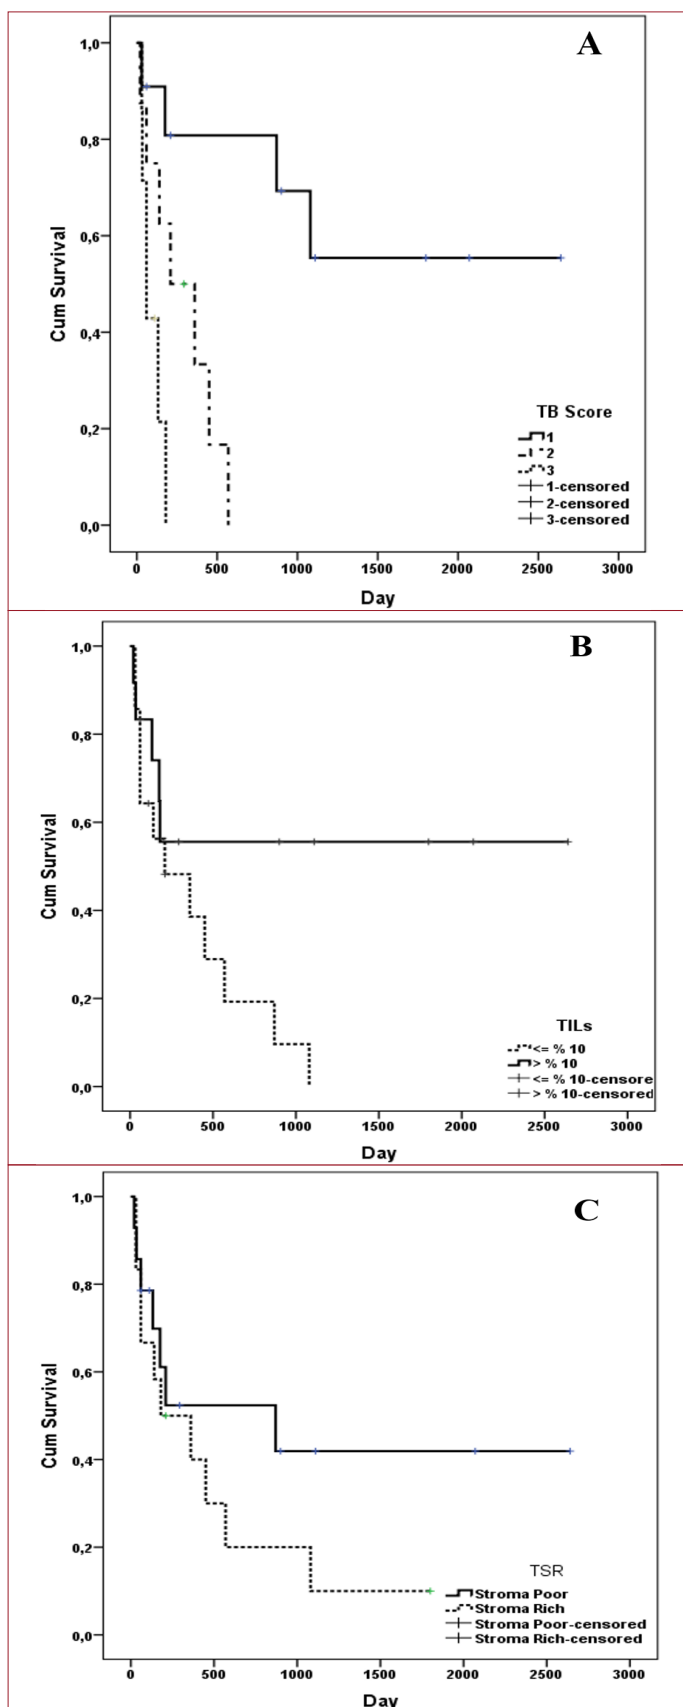 A
1,0
0,8
0,6
0,4
0,2
0,0
Cum Survival
TB Score
1
2
3
1-censored
2-censored
3-censored
0 500 1000 1500 2000 2500 3000
Day
B
1,0
0,8
0,6
0,4
0,2
0,0
Cum Survival
TILs
<= % 10
> % 10
<= % 10-censore
> % 10-censored
0 500 1000 1500 2000 2500 3000
Day
C
1,0
0,8
0,6
0,4
0,2
0,0
Cum Survival
TSR
Stroma Poor
Stroma Rich
Stroma Poor-censored
Stroma Rich-censored
0 500 1000 1500 2000 2500 3000
Day